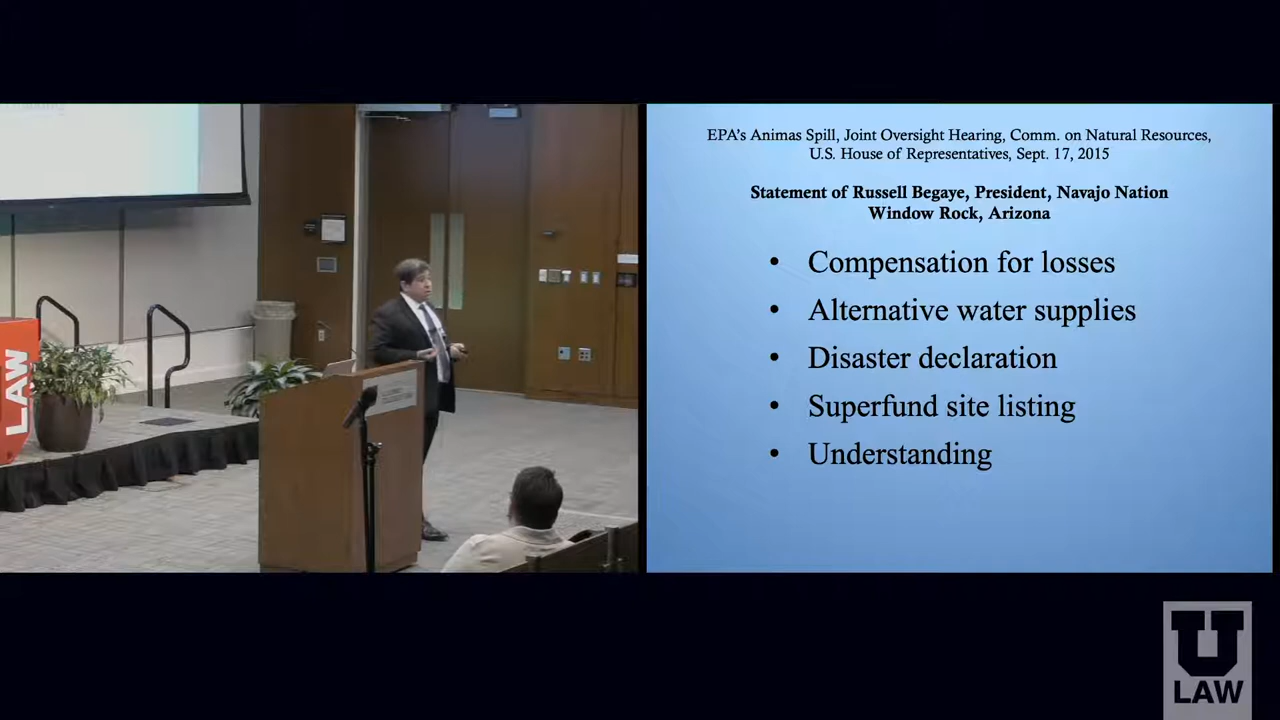 LAW
EPA's Animas Spill, Joint Oversight Hearing, Comm. on Natural Resources,
U.S. House of Representatives, Sept. 17, 2015
Statement of Russell Begaye, President, Navajo Nation
Window Rock, Arizona
• Compensation for losses
• Alternative water supplies
• Disaster declaration
• Superfund site listing
• Understanding
U
LAW